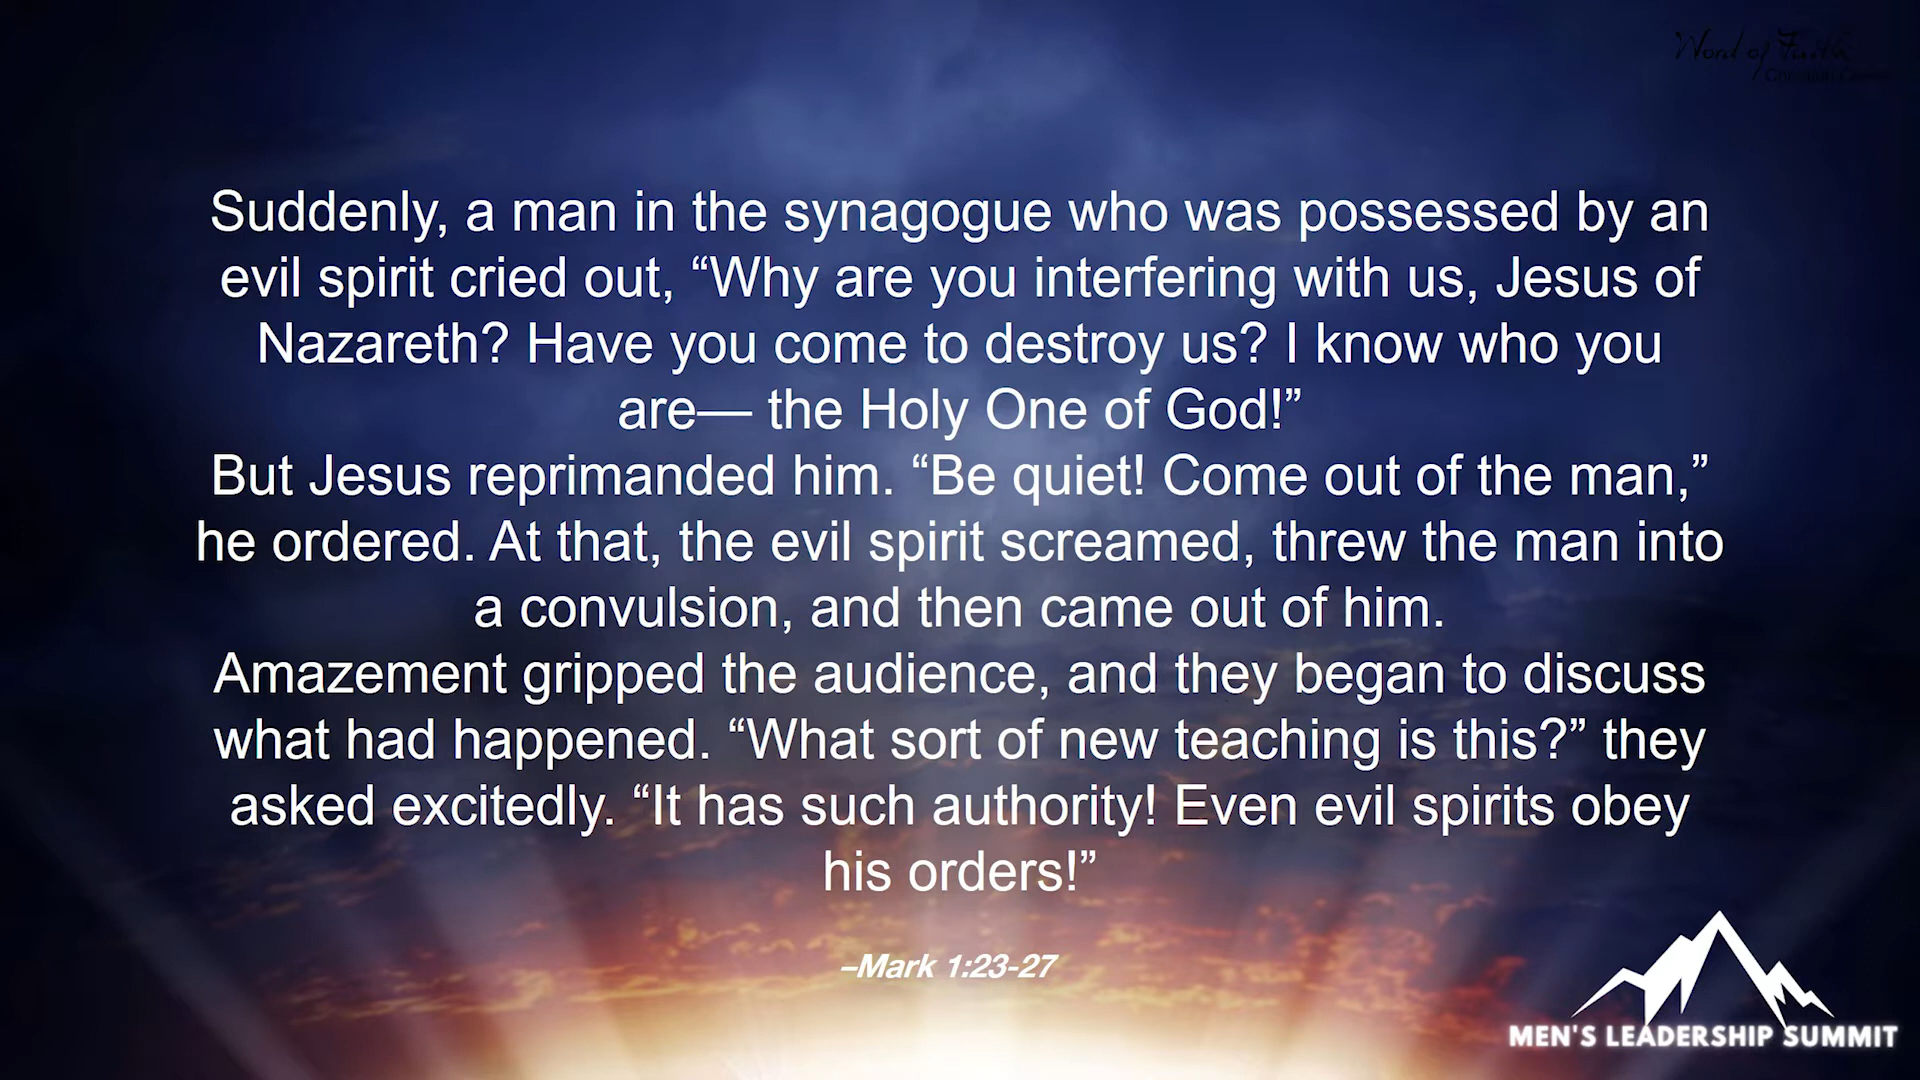 Word of Faith
Suddenly, a man in the synagogue who was possessed by an
evil spirit cried out, “Why are you interfering with us, Jesus of
Nazareth? Have you come to destroy us? I know who you
are— the Holy One of God!”
But Jesus reprimanded him. “Be quiet! Come out of the man,”
he ordered. At that, the evil spirit screamed, threw the man into
a convulsion, and then came out of him.
Amazement gripped the audience, and they began to discuss
what had happened. “What sort of new teaching is this?” they
asked excitedly. “It has such authority! Even evil spirits obey
his orders!”
–Mark 1:23-27
MEN'S LEADERSHIP SUMMIT